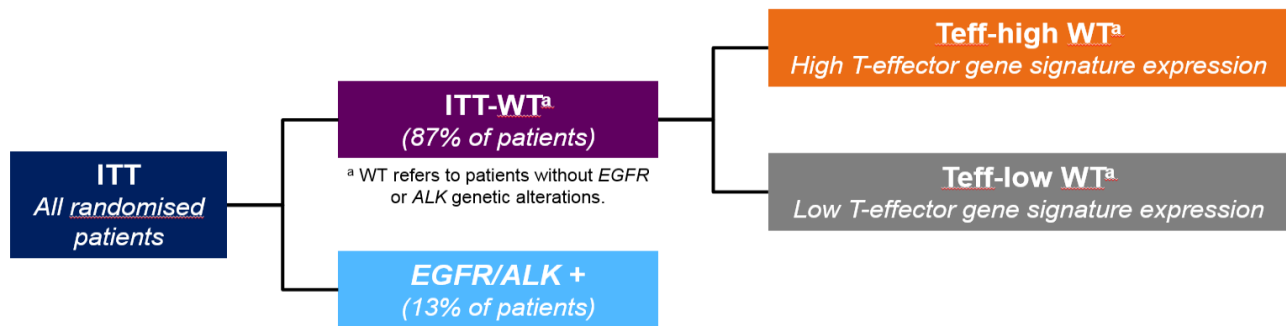 ITT
All randomised
patients
ITT-WTᵃ
(87% of patients)
ᵃ WT refers to patients without EGFR
or ALK genetic alterations.
EGFR/ALK +
(13% of patients)
Teff-high WTᵃ
High T-effector gene signature expression
Teff-low WTᵃ
Low T-effector gene signature expression